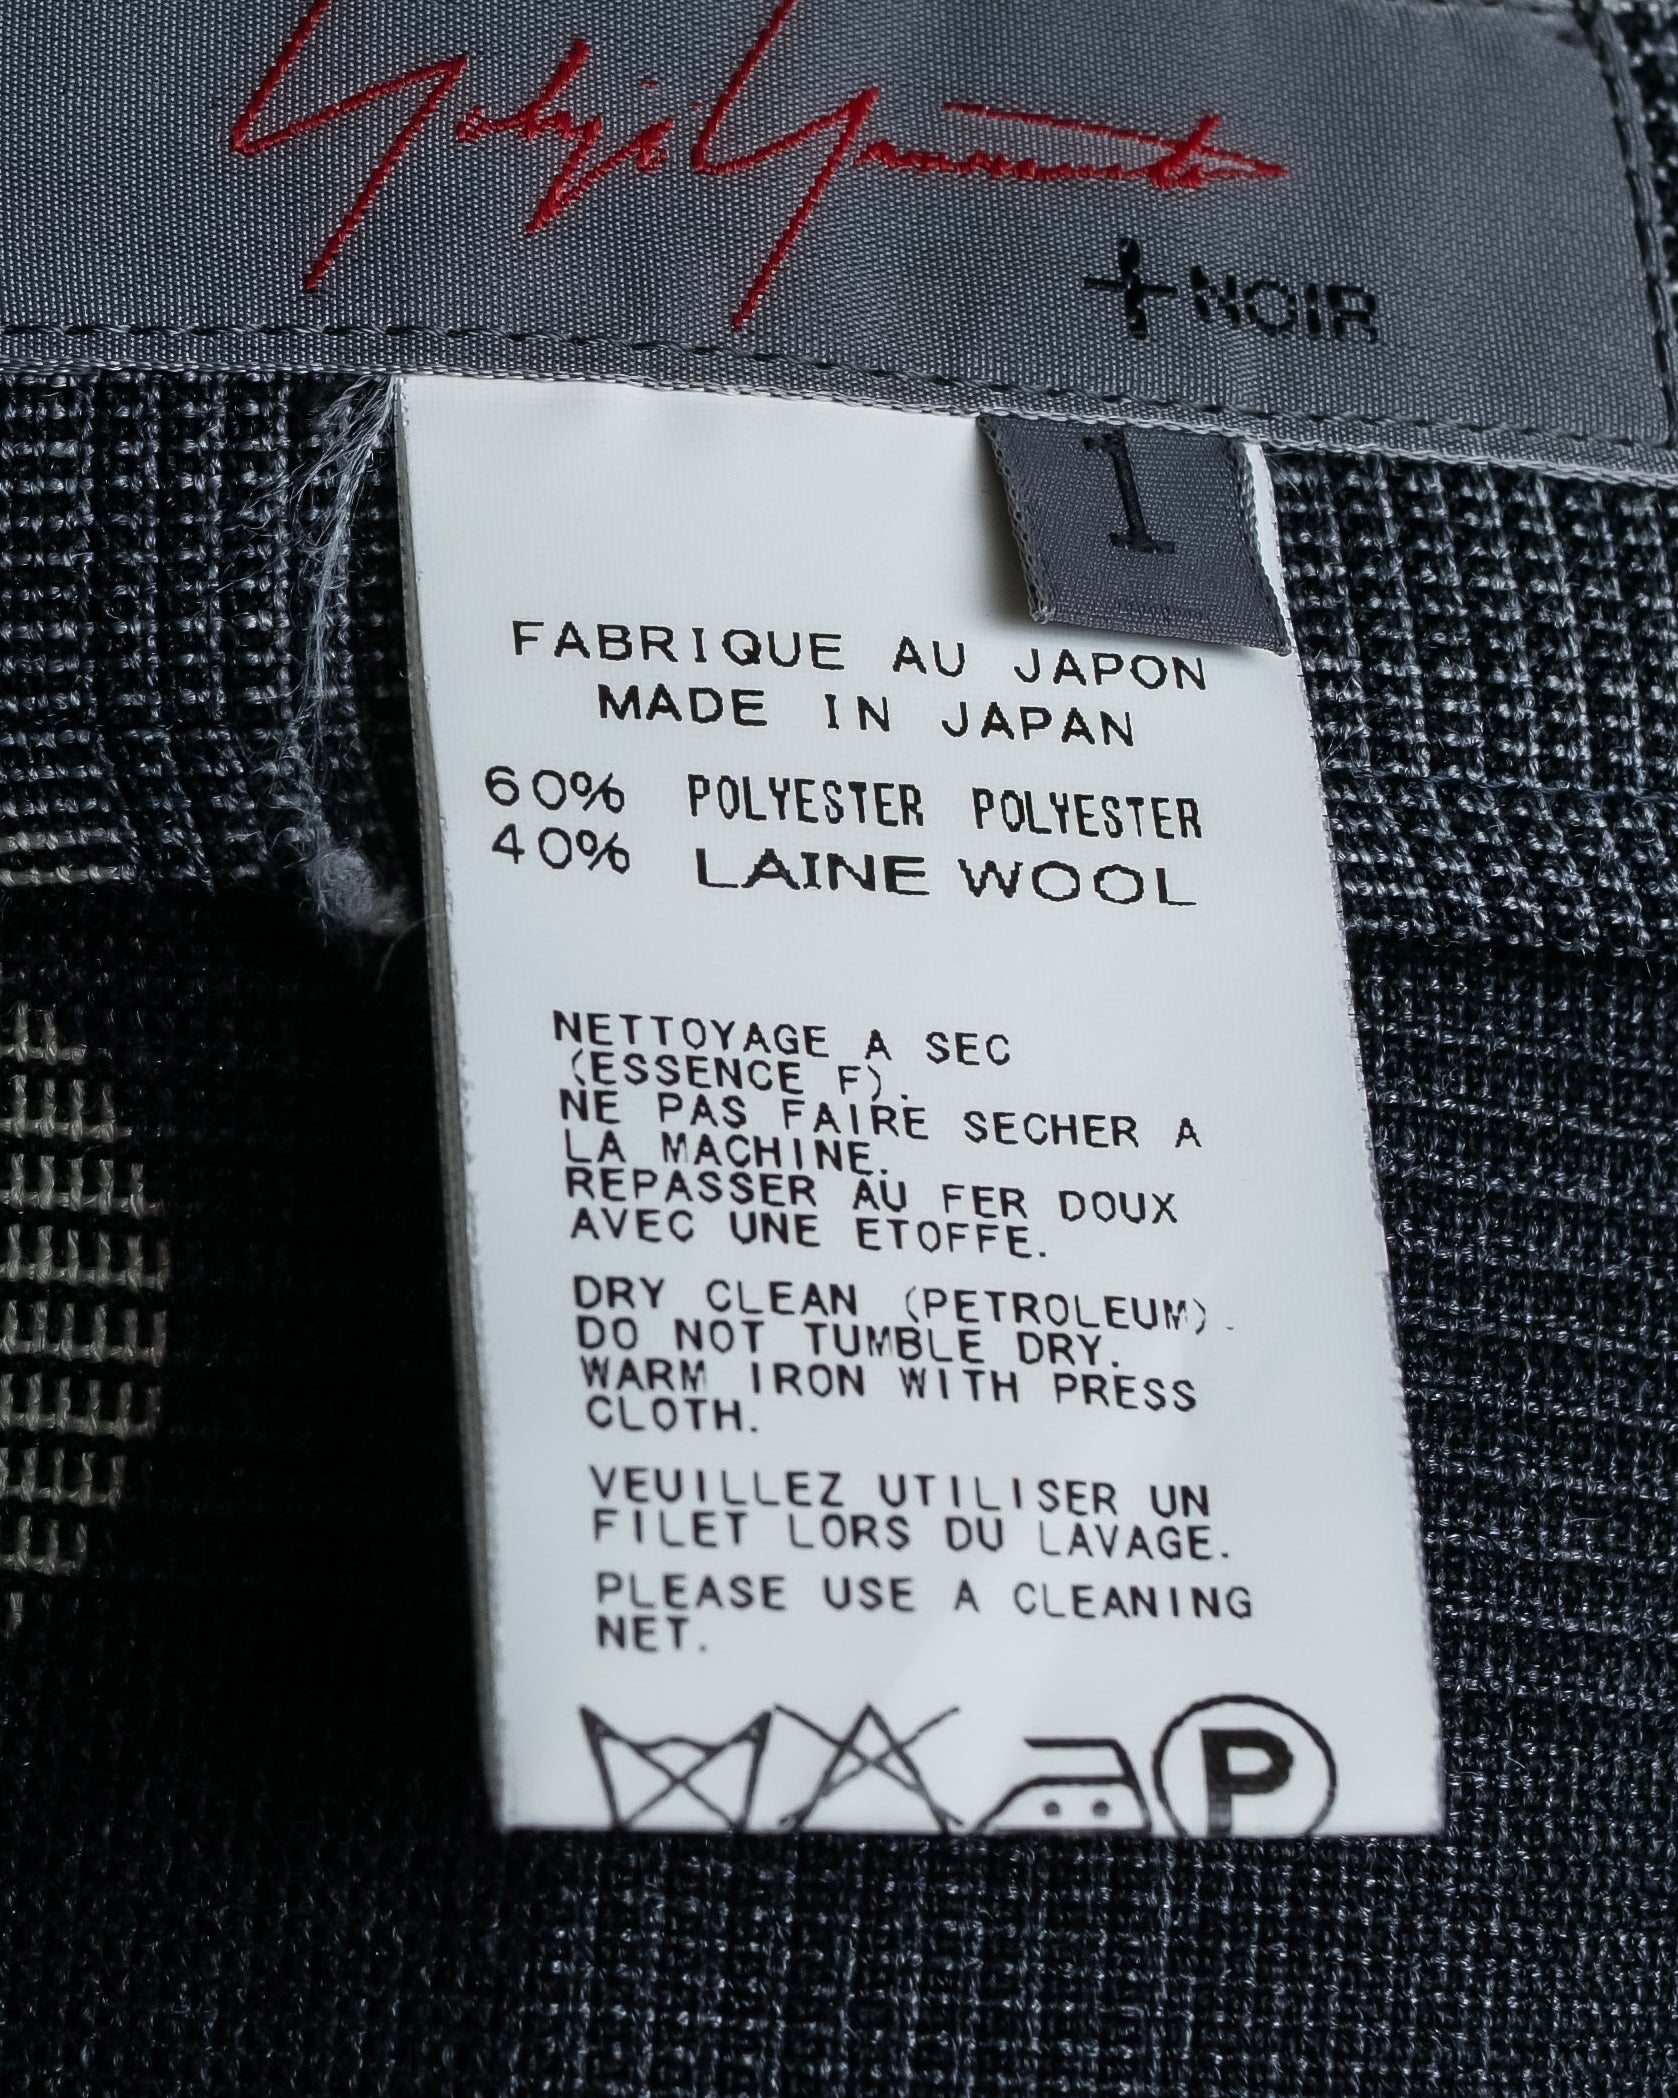 Yohji Yamamoto
+NOIR
1
FABRIQUE AU JAPON
MADE IN JAPAN
60% POLYESTER POLYESTER
40% LAINE WOOL
NETTOYAGE A SEC
(ESSENCE F).
NE PAS FAIRE SECHER A
LA MACHINE.
REPASSER AU FER DOUX
AVEC UNE ETOFFE.
DRY CLEAN (PETROLEUM).
DO NOT TUMBLE DRY.
WARM IRON WITH PRESS
CLOTH.
VEUILLEZ UTILISER UN
FILET LORS DU LAVAGE.
PLEASE USE A CLEANING
NET.
P